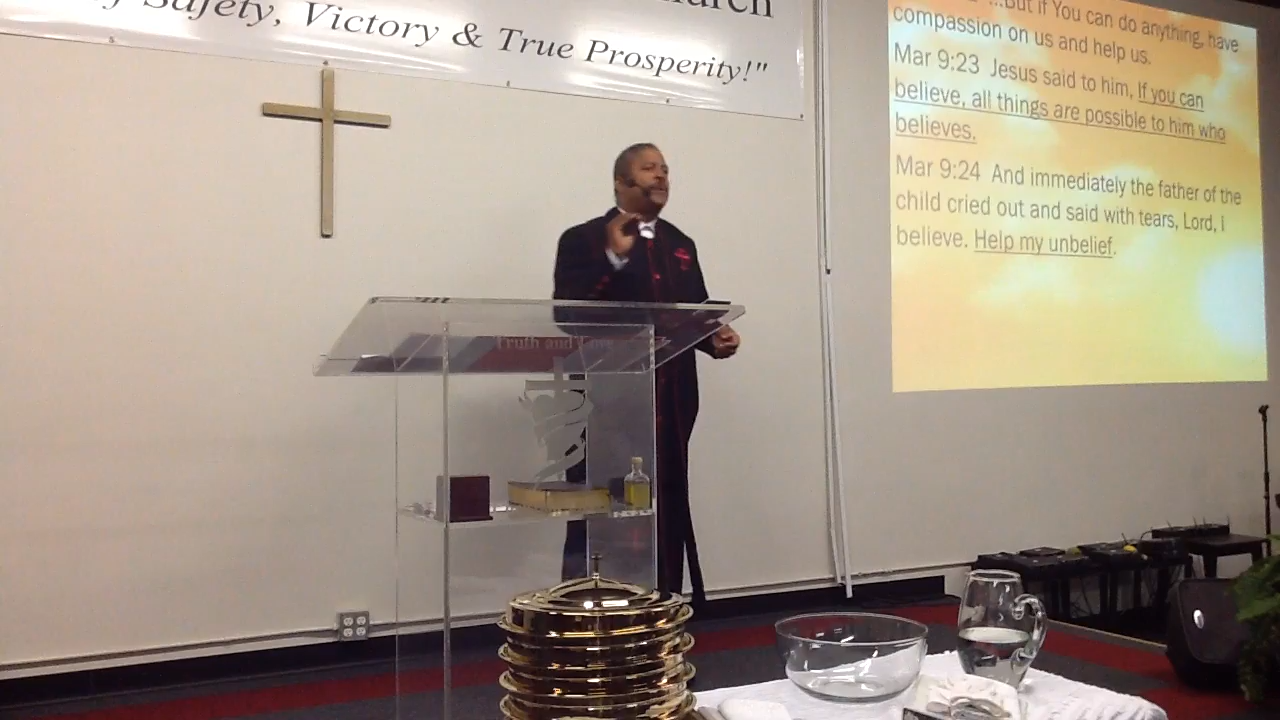 Safety, Victory & True Prosperity!"
...But if You can do anything, have
compassion on us and help us.
Mar 9:23 Jesus said to him, If you can
believe, all things are possible to him who
believes.
Mar 9:24 And immediately the father of the
child cried out and said with tears, Lord, I
believe. Help my unbelief.
Truth and Love